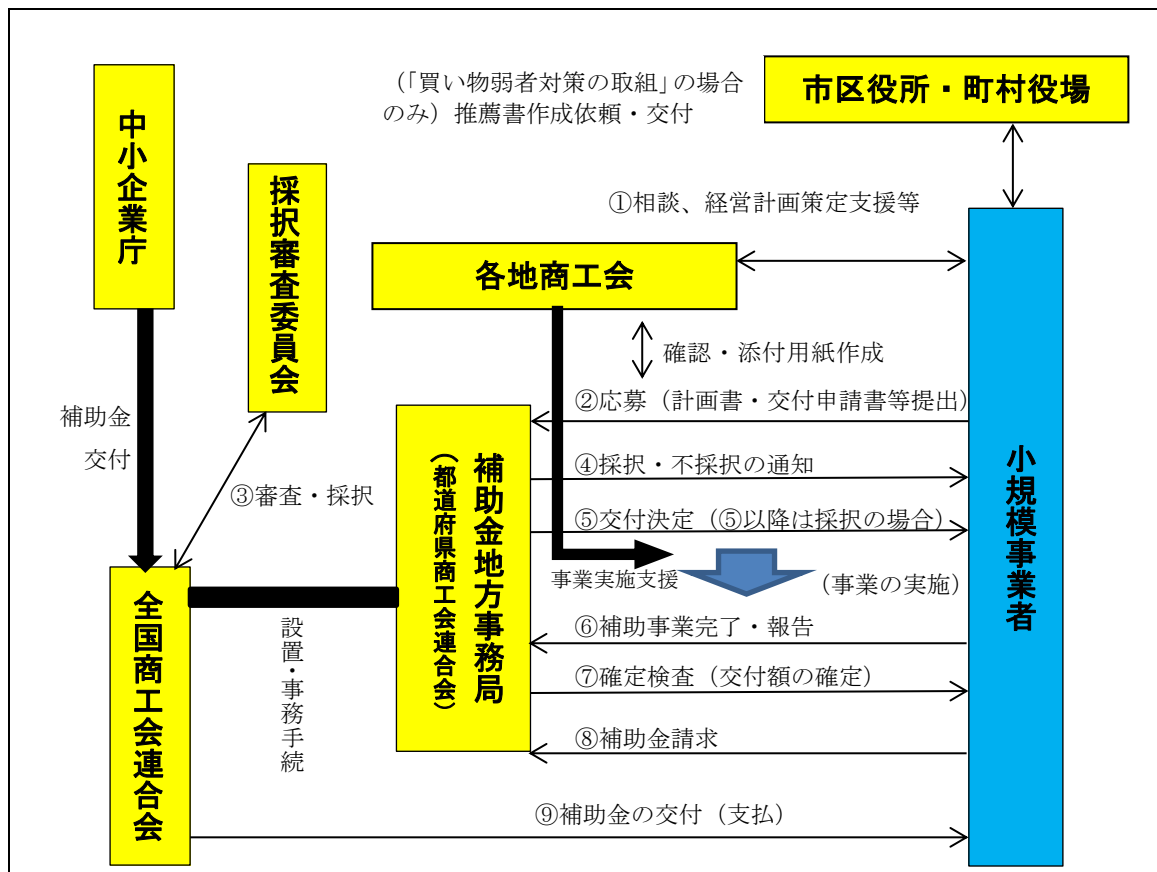 （「買い物弱者対策の取組」の場合
のみ）推薦書作成依頼・交付
市区役所・町村役場
中小企業庁
採択審査委員会
①相談、経営計画策定支援等
各地商工会
確認・添付用紙作成
補助金
交付
③審査・採択
②応募（計画書・交付申請書等提出）
④採択・不採択の通知
⑤交付決定（⑤以降は採択の場合）
事業実施支援
（事業の実施）
⑥補助事業完了・報告
⑦確定検査（交付額の確定）
⑧補助金請求
⑨補助金の交付（支払）
補助金地方事務局
（都道府県商工会連合会）
小規模事業者
全国商工会連合会
設置・事務手続